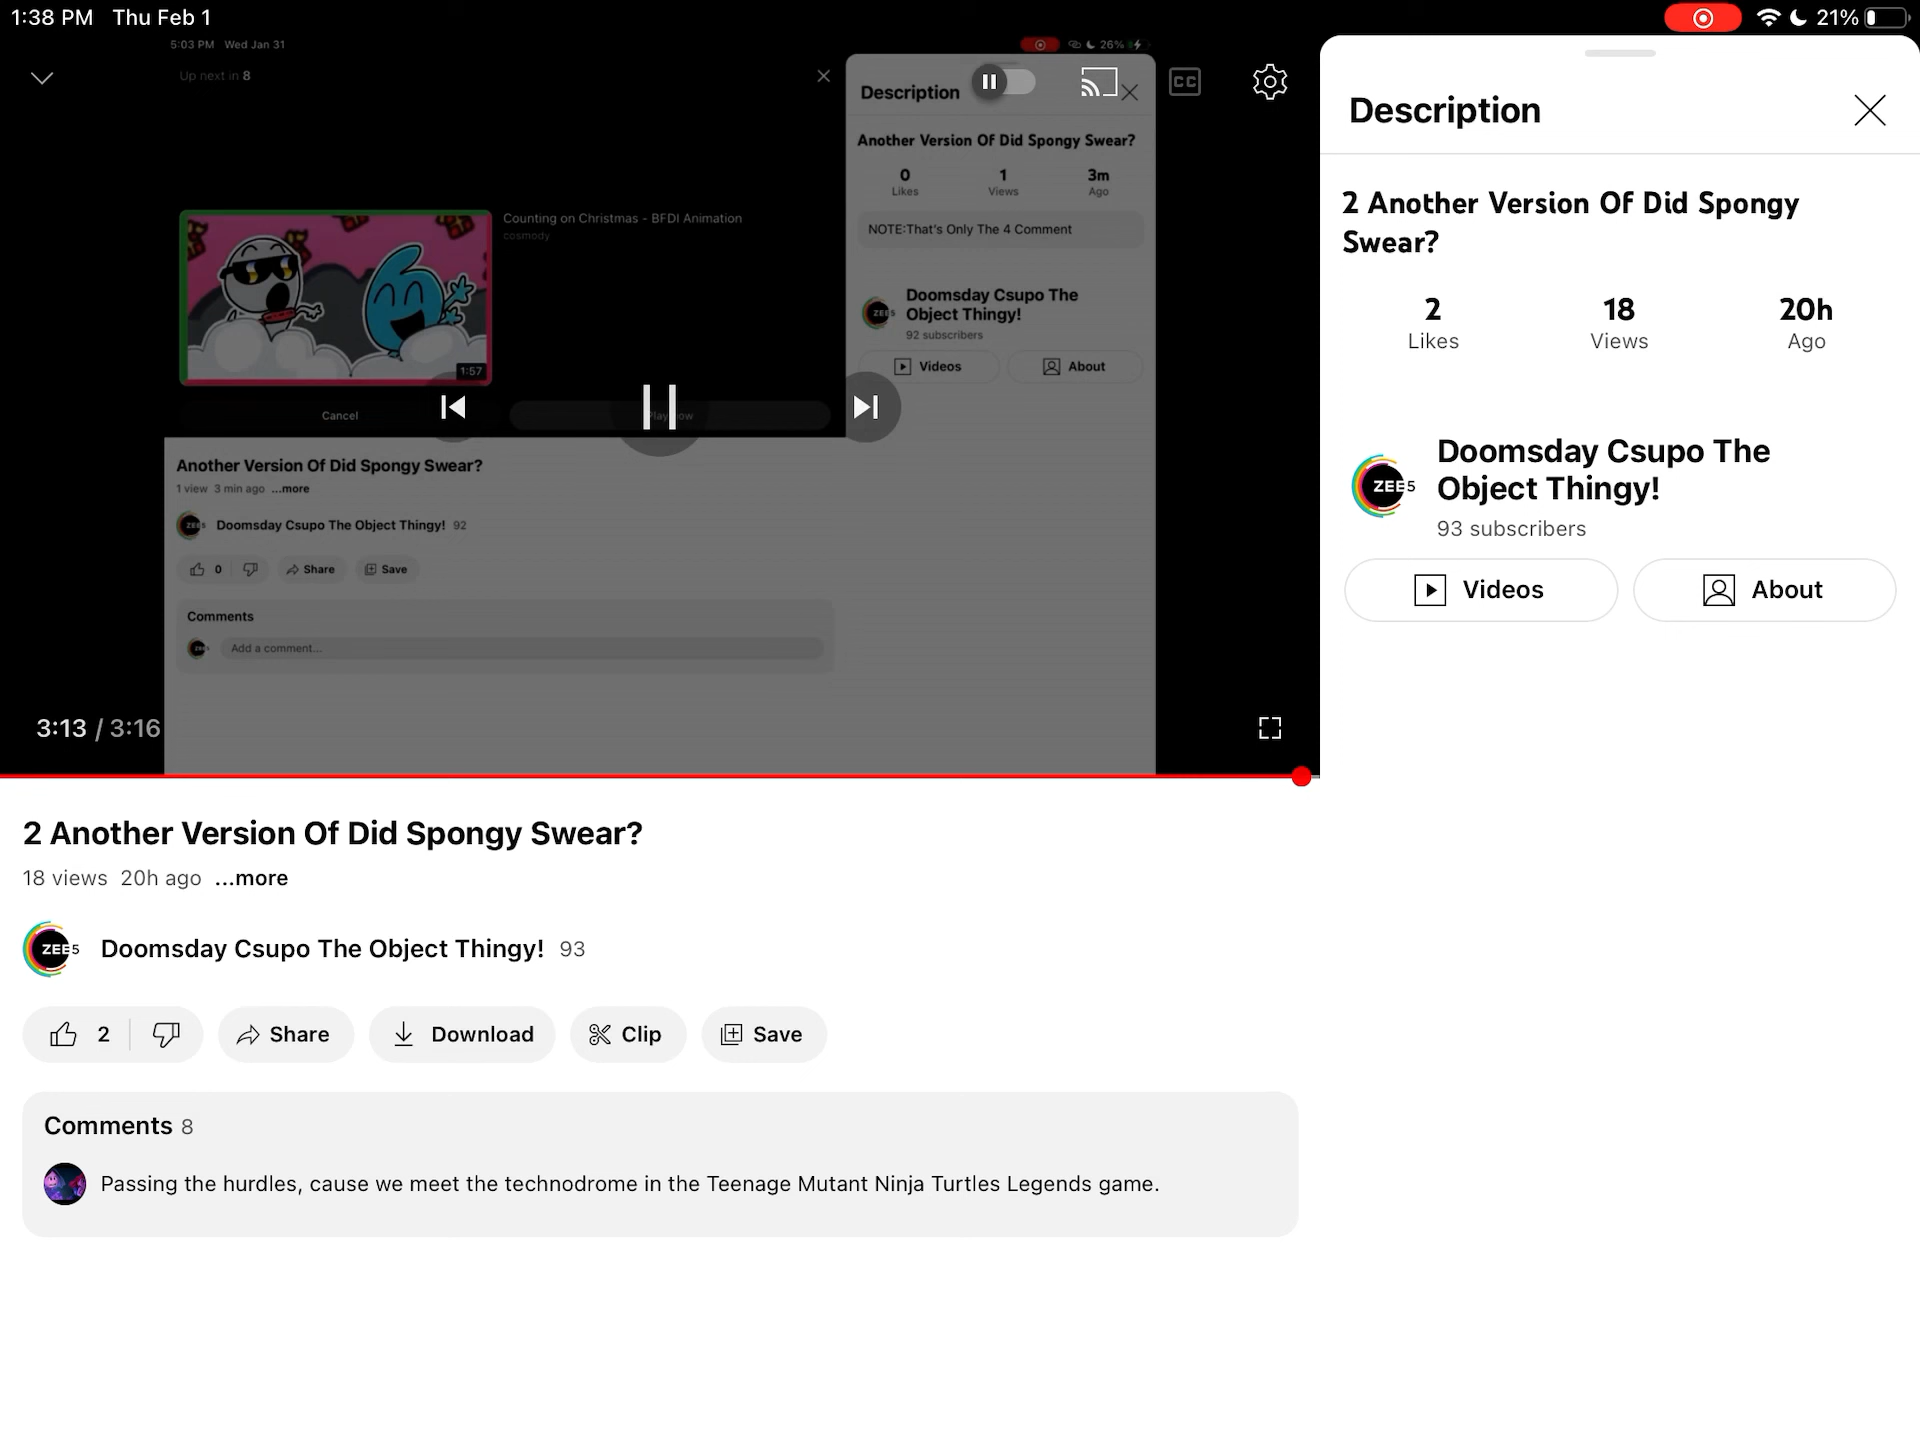 1:38 PM Thu Feb 1
21%
5:03 PM Wed Jan 31
26%
Up next in 8
Counting on Christmas - BFDI Animation
cosmody
1:57
Cancel
Description
Another Version Of Did Spongy Swear?
0 1 3m
Likes Views Ago
NOTE:That's Only The 4 Comment
Doomsday Csupo The
Object Thingy!
92 subscribers
Videos About
CC
Another Version Of Did Spongy Swear?
1 view 3 min ago ...more
Doomsday Csupo The Object Thingy! 92
0 Share Save
Comments
Add a comment...
3:13 / 3:16
2 Another Version Of Did Spongy Swear?
18 views 20h ago ...more
ZEE5
Doomsday Csupo The Object Thingy! 93
2 Share Download Clip Save
Comments 8
Passing the hurdles, cause we meet the technodrome in the Teenage Mutant Ninja Turtles Legends game.
Description
2 Another Version Of Did Spongy
Swear?
2 18 20h
Likes Views Ago
ZEE5
Doomsday Csupo The
Object Thingy!
93 subscribers
Videos About